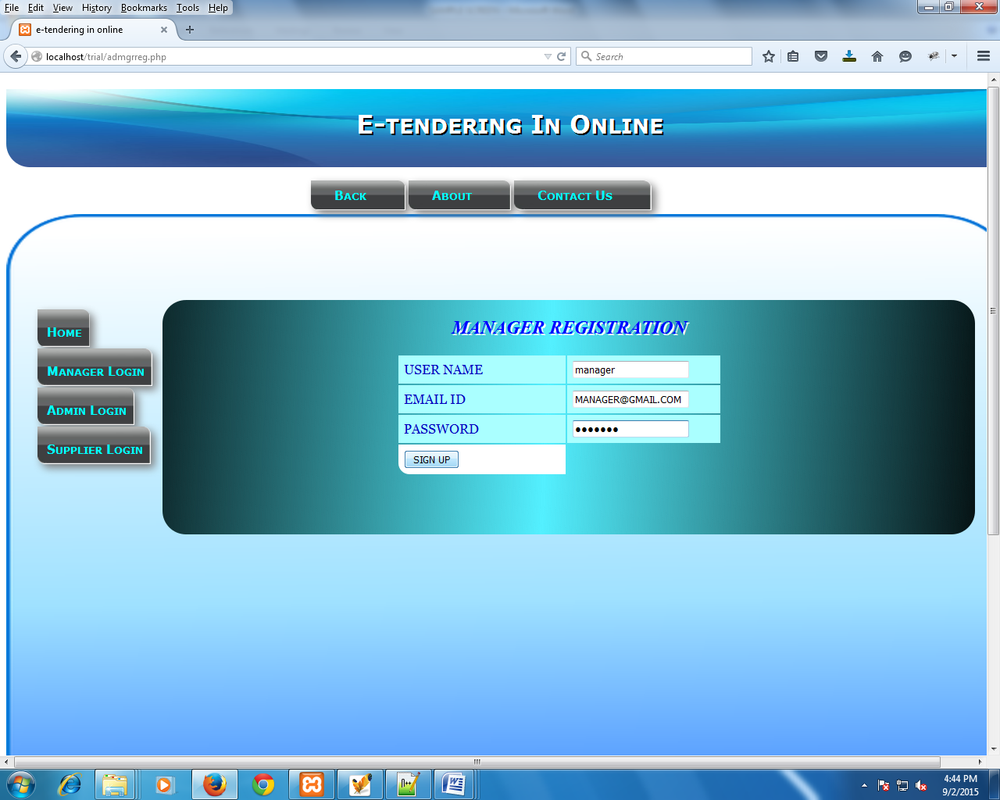 File Edit View History Bookmarks Tools Help
e-tendering in online
localhost/trial/admgrreg.php
Search
E-tendering In Online
Back About Contact Us
MANAGER REGISTRATION
Home
Manager Login
Admin Login
Supplier Login
USER NAME manager
EMAIL ID MANAGER@GMAIL.COM
PASSWORD •••••••
SIGN UP
4:44 PM
9/2/2015